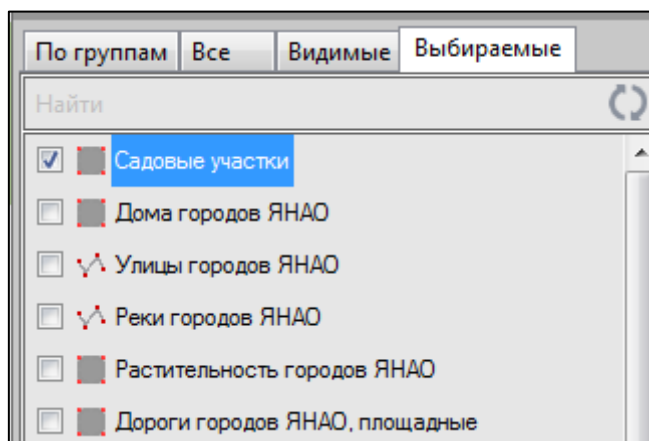 По группам Все Видимые Выбираемые
Найти
Садовые участки
Дома городов ЯНАО
Улицы городов ЯНАО
Реки городов ЯНАО
Растительность городов ЯНАО
Дороги городов ЯНАО, площадные